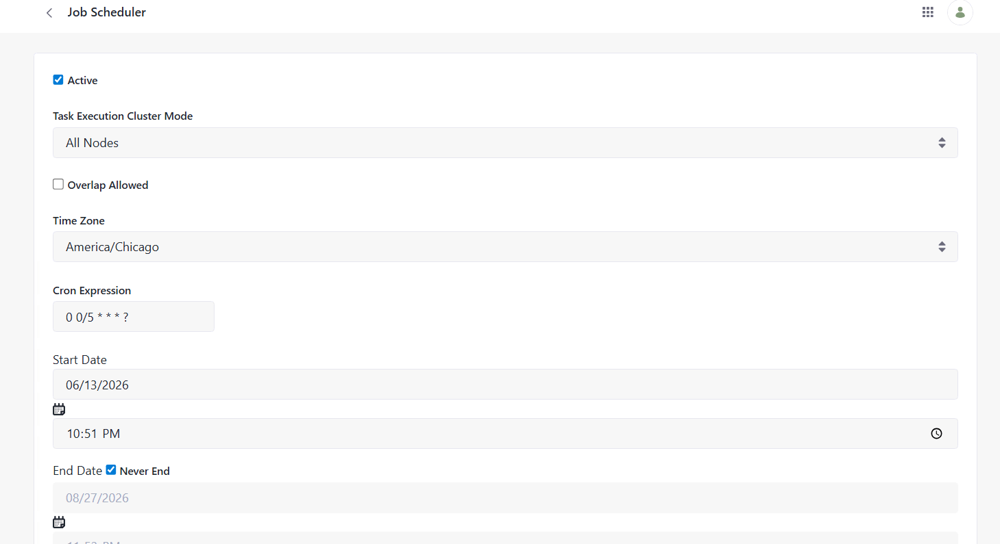 Job Scheduler
Active
Task Execution Cluster Mode
All Nodes
Overlap Allowed
Time Zone
America/Chicago
Cron Expression
0 0/5 * * * ?
Start Date
06/13/2026
10:51 PM
End Date Never End
08/27/2026